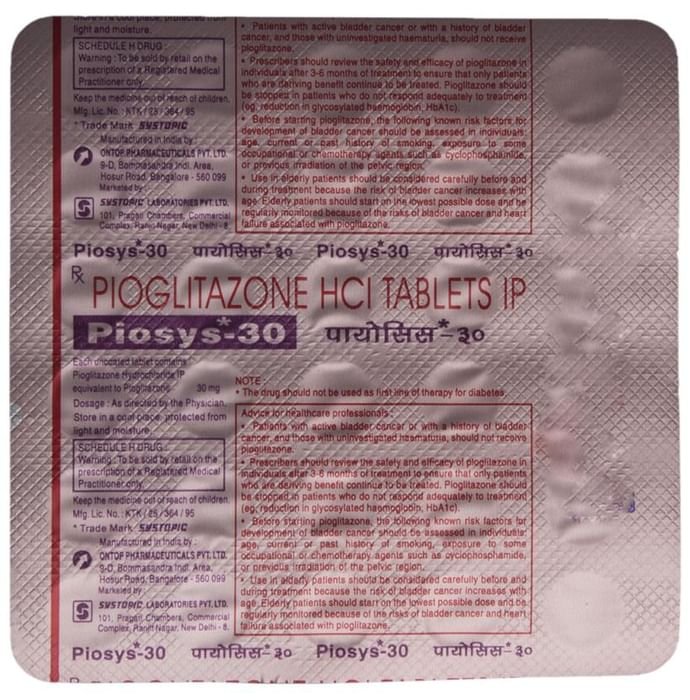 Store in a cool place, protected from
light and moisture.
SCHEDULE H DRUG :
Warning : To be sold by retail on the
prescription of a Registered Medical
Practitioner only.
Keep the medicine out of reach of children.
Mfg. Lic. No. : KTK / 25 / 364 / 95
* Trade Mark SYSTOPIC
Manufactured in India by :
ONTOP PHARMACEUTICALS PVT. LTD.
9-D, Bommasandra Indl. Area,
Hosur Road, Bangalore - 560 099
Marketed by :
SYSTOPIC LABORATORIES PVT. LTD.
101, Pragati Chambers, Commercial
Complex, Ranjit Nagar, New Delhi - 8.
• Patients with active bladder cancer or with a history of bladder
cancer, and those with uninvestigated haematuria, should not receive
pioglitazone.
• Prescribers should review the safety and efficacy of pioglitazone in
individuals after 3-6 months of treatment to ensure that only patients
who are deriving benefit continue to be treated. Pioglitazone should
be stopped in patients who do not respond adequately to treatment
(eg, reduction in glycosylated haemoglobin, HbA1c).
• Before starting pioglitazone, the following known risk factors for
development of bladder cancer should be assessed in individuals:
age, current or past history of smoking, exposure to some
occupational or chemotherapy agents such as cyclophosphamide,
or previous irradiation of the pelvic region.
• Use in elderly patients should be considered carefully before and
during treatment because the risk of bladder cancer increases with
age. Elderly patients should start on the lowest possible dose and be
regularly monitored because of the risks of bladder cancer and heart
failure associated with pioglitazone.
Piosys*-30 पायोसिस*-३० Piosys*-30 पायोसिस*-३०
Rx
PIOGLITAZONE HCl TABLETS IP
Piosys*-30 पायोसिस*-३०
Each uncoated tablet contains :
Pioglitazone Hydrochloride IP
equivalent to Pioglitazone 30 mg
Dosage : As directed by the Physician.
Store in a cool place, protected from
light and moisture.
SCHEDULE H DRUG :
Warning : To be sold by retail on the
prescription of a Registered Medical
Practitioner only.
Keep the medicine out of reach of children.
Mfg. Lic. No. : KTK / 25 / 364 / 95
* Trade Mark SYSTOPIC
Manufactured in India by :
ONTOP PHARMACEUTICALS PVT. LTD.
9-D, Bommasandra Indl. Area,
Hosur Road, Bangalore - 560 099
Marketed by :
SYSTOPIC LABORATORIES PVT. LTD.
101, Pragati Chambers, Commercial
Complex, Ranjit Nagar, New Delhi - 8.
NOTE :
• The drug should not be used as first line of therapy for diabetes.
Advice for healthcare professionals :
• Patients with active bladder cancer or with a history of bladder
cancer, and those with uninvestigated haematuria, should not receive
pioglitazone.
• Prescribers should review the safety and efficacy of pioglitazone in
individuals after 3-6 months of treatment to ensure that only patients
who are deriving benefit continue to be treated. Pioglitazone should
be stopped in patients who do not respond adequately to treatment
(eg, reduction in glycosylated haemoglobin, HbA1c).
• Before starting pioglitazone, the following known risk factors for
development of bladder cancer should be assessed in individuals:
age, current or past history of smoking, exposure to some
occupational or chemotherapy agents such as cyclophosphamide,
or previous irradiation of the pelvic region.
• Use in elderly patients should be considered carefully before and
during treatment because the risk of bladder cancer increases with
age. Elderly patients should start on the lowest possible dose and be
regularly monitored because of the risks of bladder cancer and heart
failure associated with pioglitazone.
Piosys*-30 पायोसिस*-३० Piosys*-30 पायोसिस*-३०